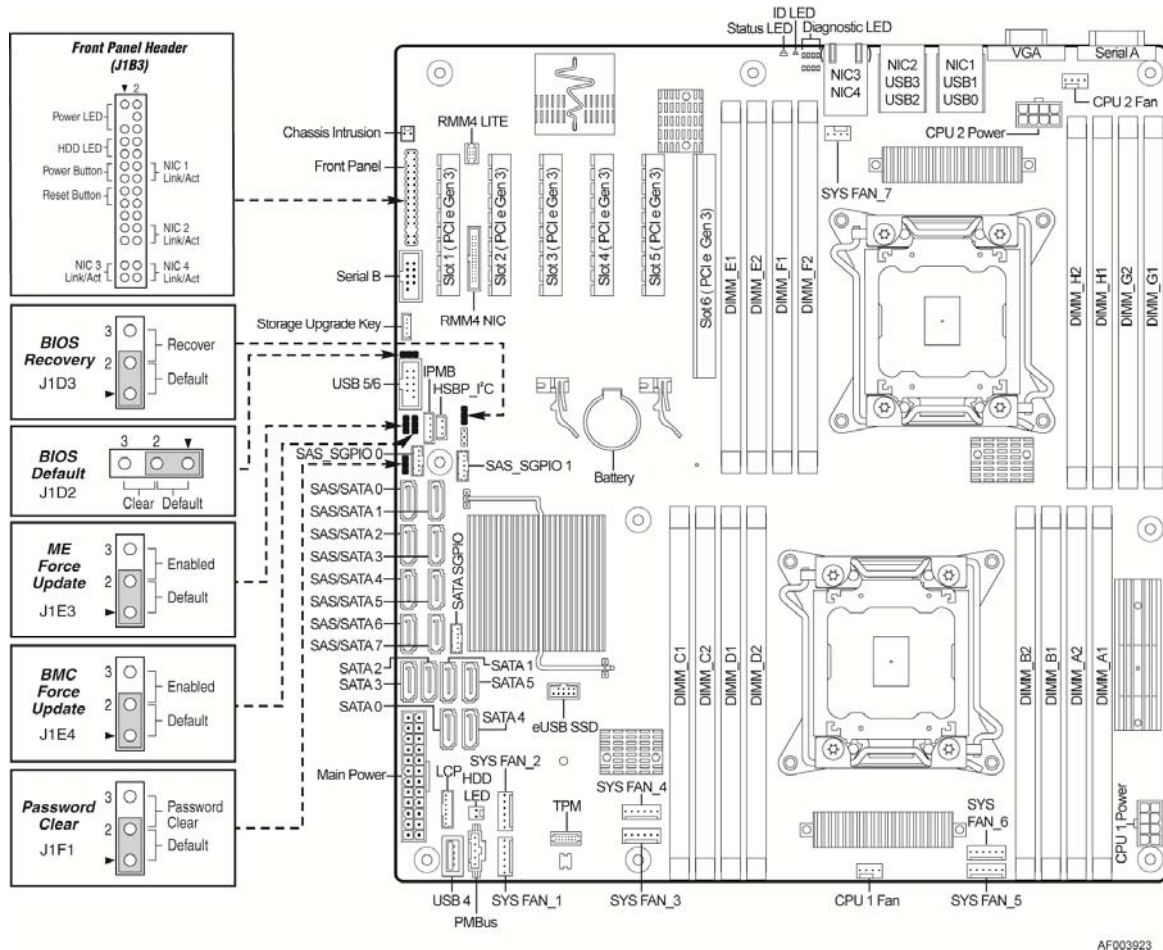 Front Panel Header
(J1B3)
▼ 2
Power LED
HDD LED
Power Button
NIC 1
Link/Act
Reset Button
NIC 2
Link/Act
NIC 3
Link/Act
NIC 4
Link/Act
BIOS
Recovery
J1D3
3
2
Recover
Default
BIOS
Default
J1D2
3 2
Clear Default
ME
Force
Update
J1E3
3
2
Enabled
Default
BMC
Force
Update
J1E4
3
2
Enabled
Default
Password
Clear
J1F1
3
2
Password
Clear
Default
ID LED
Status LED
Diagnostic LED
NIC3
NIC4
NIC2
USB3
USB2
NIC1
USB1
USB0
VGA
Serial A
CPU 2 Fan
CPU 2 Power
SYS FAN_7
Chassis Intrusion
RMM4 LITE
Front Panel
Slot 1 ( PCI e Gen 3)
Slot 2 ( PCI e Gen 3)
Slot 3 ( PCI e Gen 3)
Slot 4 ( PCI e Gen 3)
Slot 5 ( PCI e Gen 3)
Slot 6 ( PCI e Gen 3)
DIMM_E1
DIMM_E2
DIMM_F1
DIMM_F2
DIMM_H2
DIMM_H1
DIMM_G2
DIMM_G1
Serial B
RMM4 NIC
Storage Upgrade Key
USB 5/6
IPMB
HSBP_I²C
SAS_SGPIO 0
SAS_SGPIO 1
Battery
SAS/SATA 0
SAS/SATA 1
SAS/SATA 2
SAS/SATA 3
SAS/SATA 4
SAS/SATA 5
SAS/SATA 6
SAS/SATA 7
SATA SGPIO
SATA 2
SATA 1
SATA 3
SATA 5
SATA 0
SATA 4
eUSB SSD
DIMM_C1
DIMM_C2
DIMM_D1
DIMM_D2
DIMM_B2
DIMM_B1
DIMM_A2
DIMM_A1
Main Power
LCP
HDD
LED
SYS FAN_2
TPM
SYS FAN_4
SYS
FAN_6
CPU 1 Power
USB 4
PMBus
SYS FAN_1
SYS FAN_3
CPU 1 Fan
SYS FAN_5
AF003923